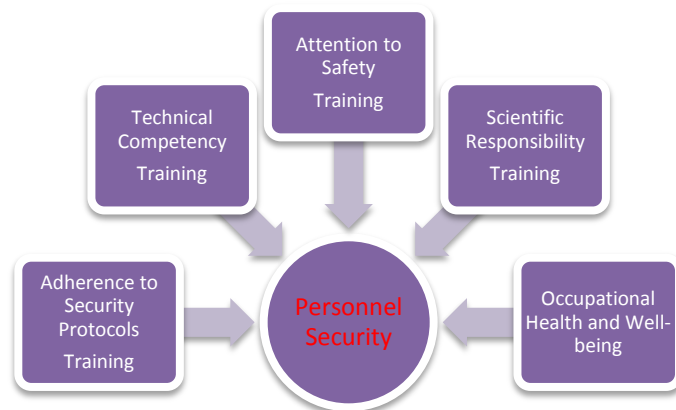 Attention to
Safety
Training
Technical
Competency
Training
Scientific
Responsibility
Training
Adherence to
Security
Protocols
Training
Personnel
Security
Occupational
Health and Well-
being